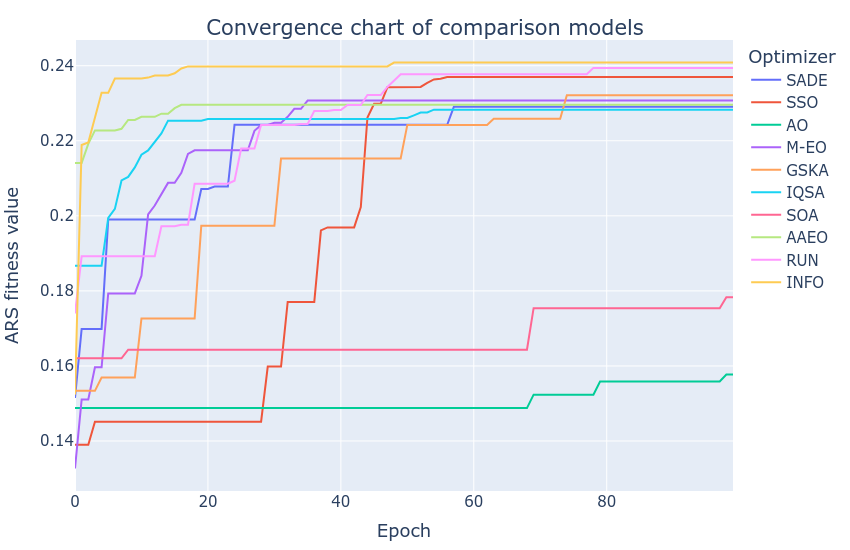 Convergence chart of comparison models
ARS fitness value
0.24
0.22
0.2
0.18
0.16
0.14
0
20
40
60
80
Epoch
Optimizer
SADE
SSO
AO
M-EO
GSKA
IQSA
SOA
AAEO
RUN
INFO